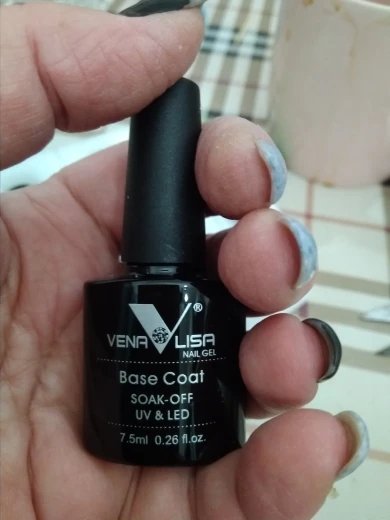 VENA LISA®
NAIL GEL
Base Coat
SOAK-OFF
UV & LED
7.5ml 0.26 fl.oz.